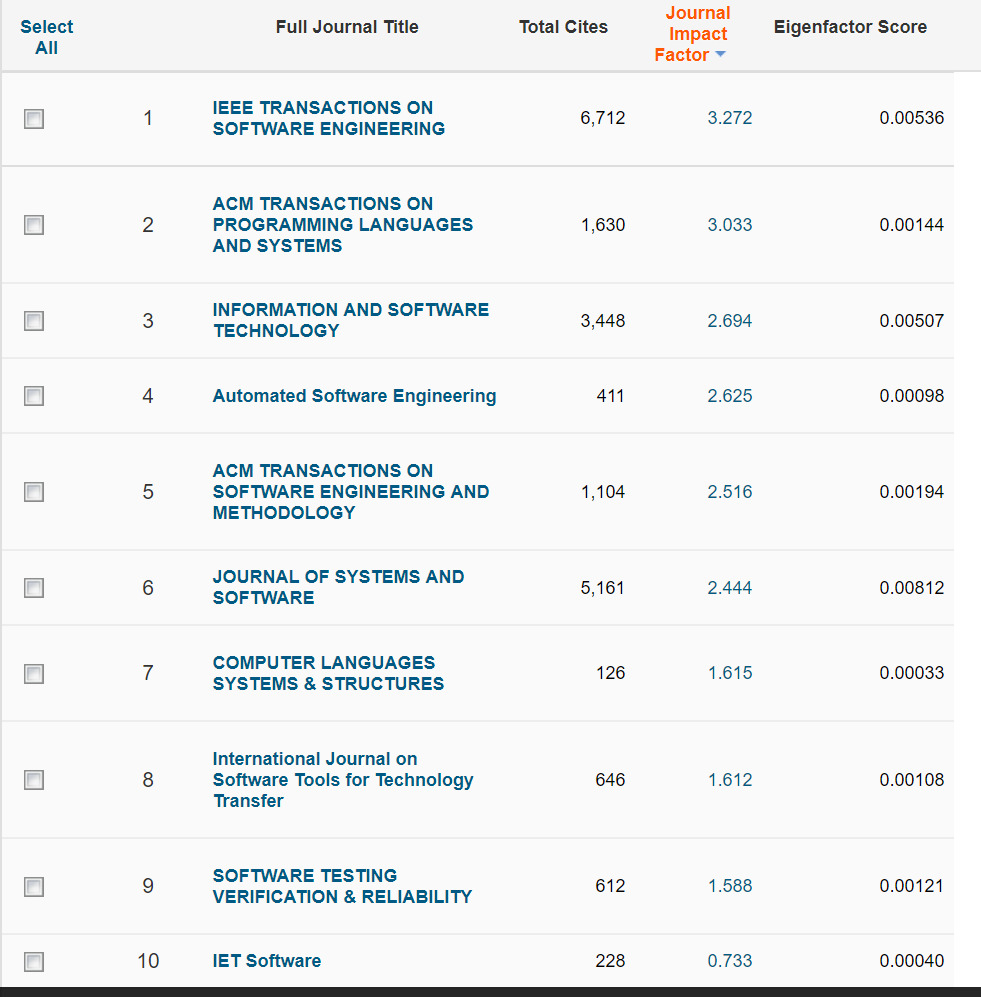 Select All
Full Journal Title
Total Cites
Journal Impact Factor
Eigenfactor Score
1
IEEE TRANSACTIONS ON
SOFTWARE ENGINEERING
6,712
3.272
0.00536
2
ACM TRANSACTIONS ON
PROGRAMMING LANGUAGES
AND SYSTEMS
1,630
3.033
0.00144
3
INFORMATION AND SOFTWARE
TECHNOLOGY
3,448
2.694
0.00507
4
Automated Software Engineering
411
2.625
0.00098
5
ACM TRANSACTIONS ON
SOFTWARE ENGINEERING AND
METHODOLOGY
1,104
2.516
0.00194
6
JOURNAL OF SYSTEMS AND
SOFTWARE
5,161
2.444
0.00812
7
COMPUTER LANGUAGES
SYSTEMS & STRUCTURES
126
1.615
0.00033
8
International Journal on
Software Tools for Technology
Transfer
646
1.612
0.00108
9
SOFTWARE TESTING
VERIFICATION & RELIABILITY
612
1.588
0.00121
10
IET Software
228
0.733
0.00040